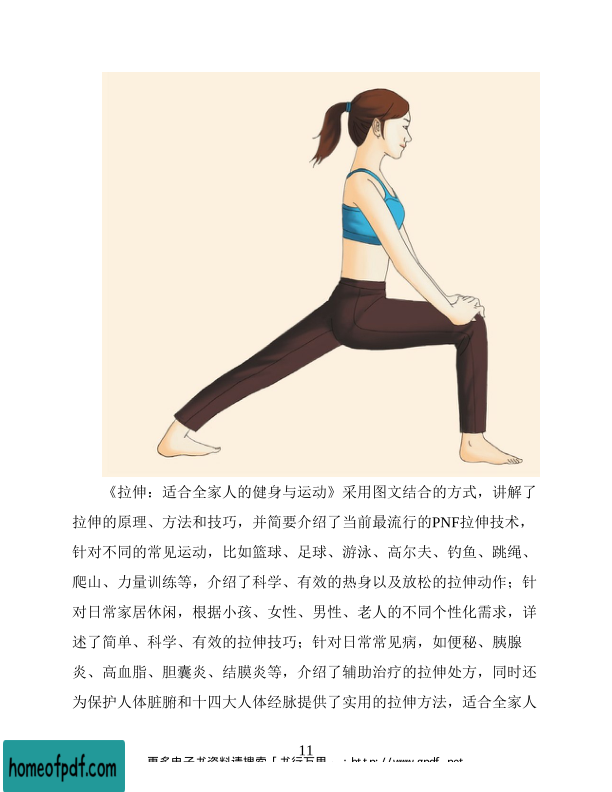 《拉伸：适合全家人的健身与运动》采用图文结合的方式，讲解了
拉伸的原理、方法和技巧，并简要介绍了当前最流行的PNF拉伸技术，
针对不同的常见运动，比如篮球、足球、游泳、高尔夫、钓鱼、跳绳、
爬山、力量训练等，介绍了科学、有效的热身以及放松的拉伸动作；针
对日常家居休闲，根据小孩、女性、男性、老人的不同个性化需求，详
述了简单、科学、有效的拉伸技巧；针对日常常见病，如便秘、胰腺
炎、高血脂、胆囊炎、结膜炎等，介绍了辅助治疗的拉伸处方，同时还
为保护人体脏腑和十四大人体经脉提供了实用的拉伸方法，适合全家人
11
更多电子书资料请搜索「书行万里
homeofpdf.com